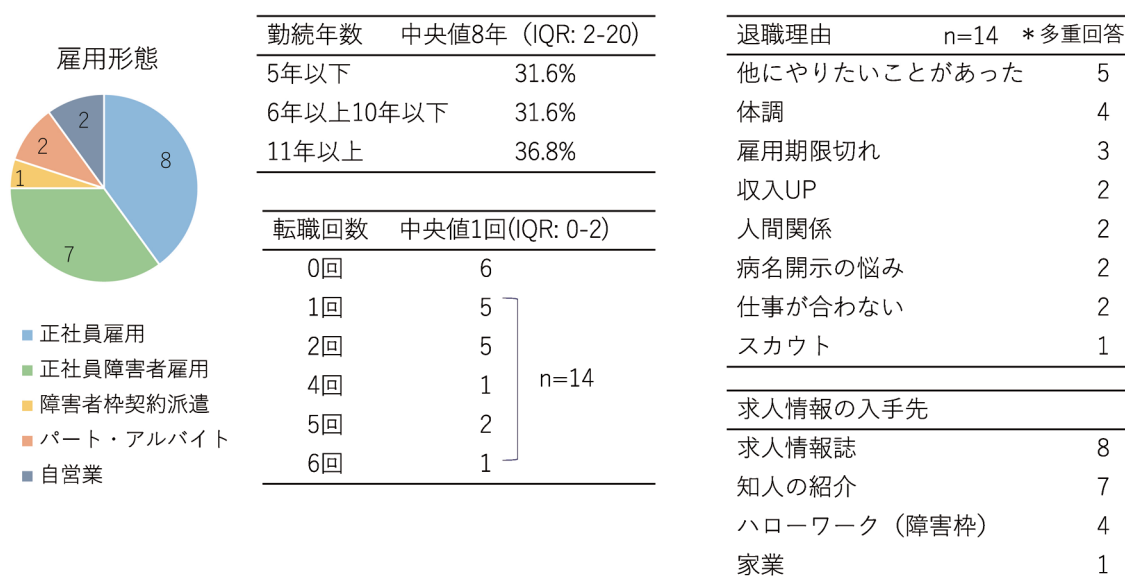 雇用形態
8
7
1
2
2
正社員雇用
正社員障害者雇用
障害者枠契約派遣
パート・アルバイト
自営業
勤続年数 中央値8年（IQR: 2-20）
5年以下 31.6%
6年以上10年以下 31.6%
11年以上 36.8%
転職回数 中央値1回(IQR: 0-2)
0回 6
1回 5
2回 5
4回 1
5回 2
6回 1
n=14
退職理由 n=14 ＊多重回答
他にやりたいことがあった 5
体調 4
雇用期限切れ 3
収入UP 2
人間関係 2
病名開示の悩み 2
仕事が合わない 2
スカウト 1
求人情報の入手先
求人情報誌 8
知人の紹介 7
ハローワーク（障害枠） 4
家業 1